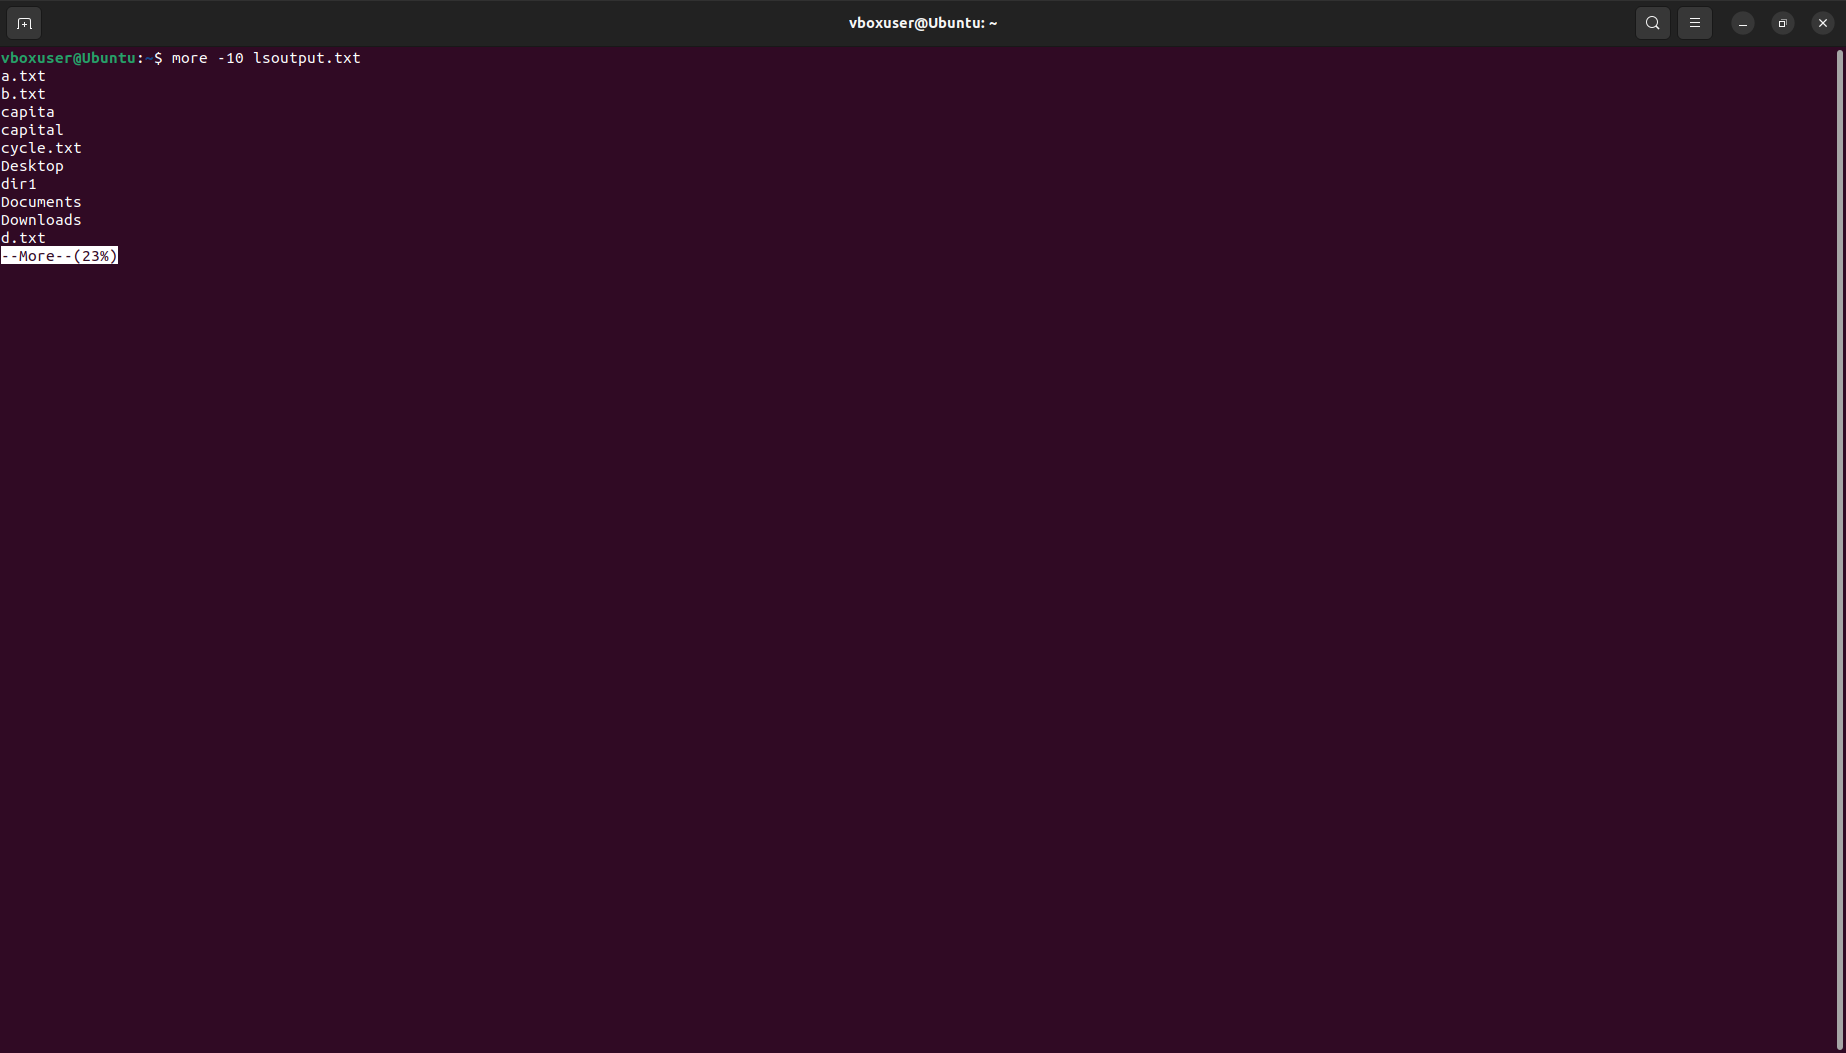 vboxuser@Ubuntu: ~
vboxuser@Ubuntu:~$ more -10 lsoutput.txt
a.txt
b.txt
capita
capital
cycle.txt
Desktop
dir1
Documents
Downloads
d.txt
--More--(23%)